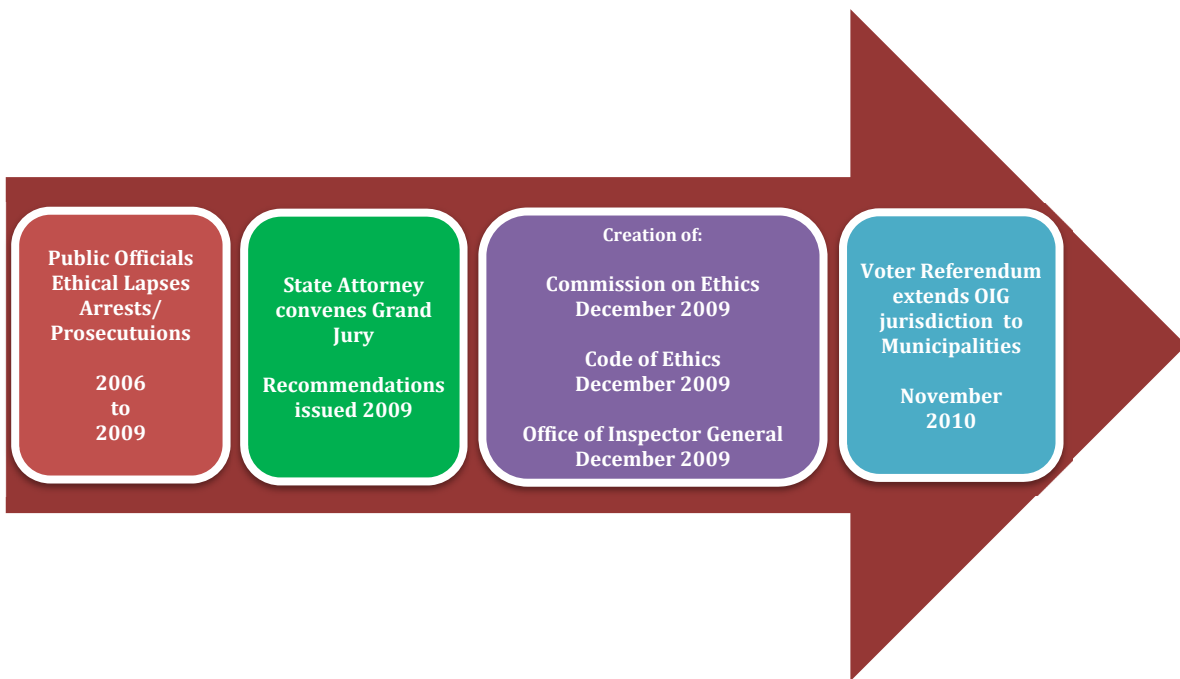 Public Officials
Ethical Lapses
Arrests/
Prosecutuions
2006
to
2009
State Attorney
convenes Grand
Jury
Recommendations
issued 2009
Creation of:
Commission on Ethics
December 2009
Code of Ethics
December 2009
Office of Inspector General
December 2009
Voter Referendum
extends OIG
jurisdiction to
Municipalities
November
2010